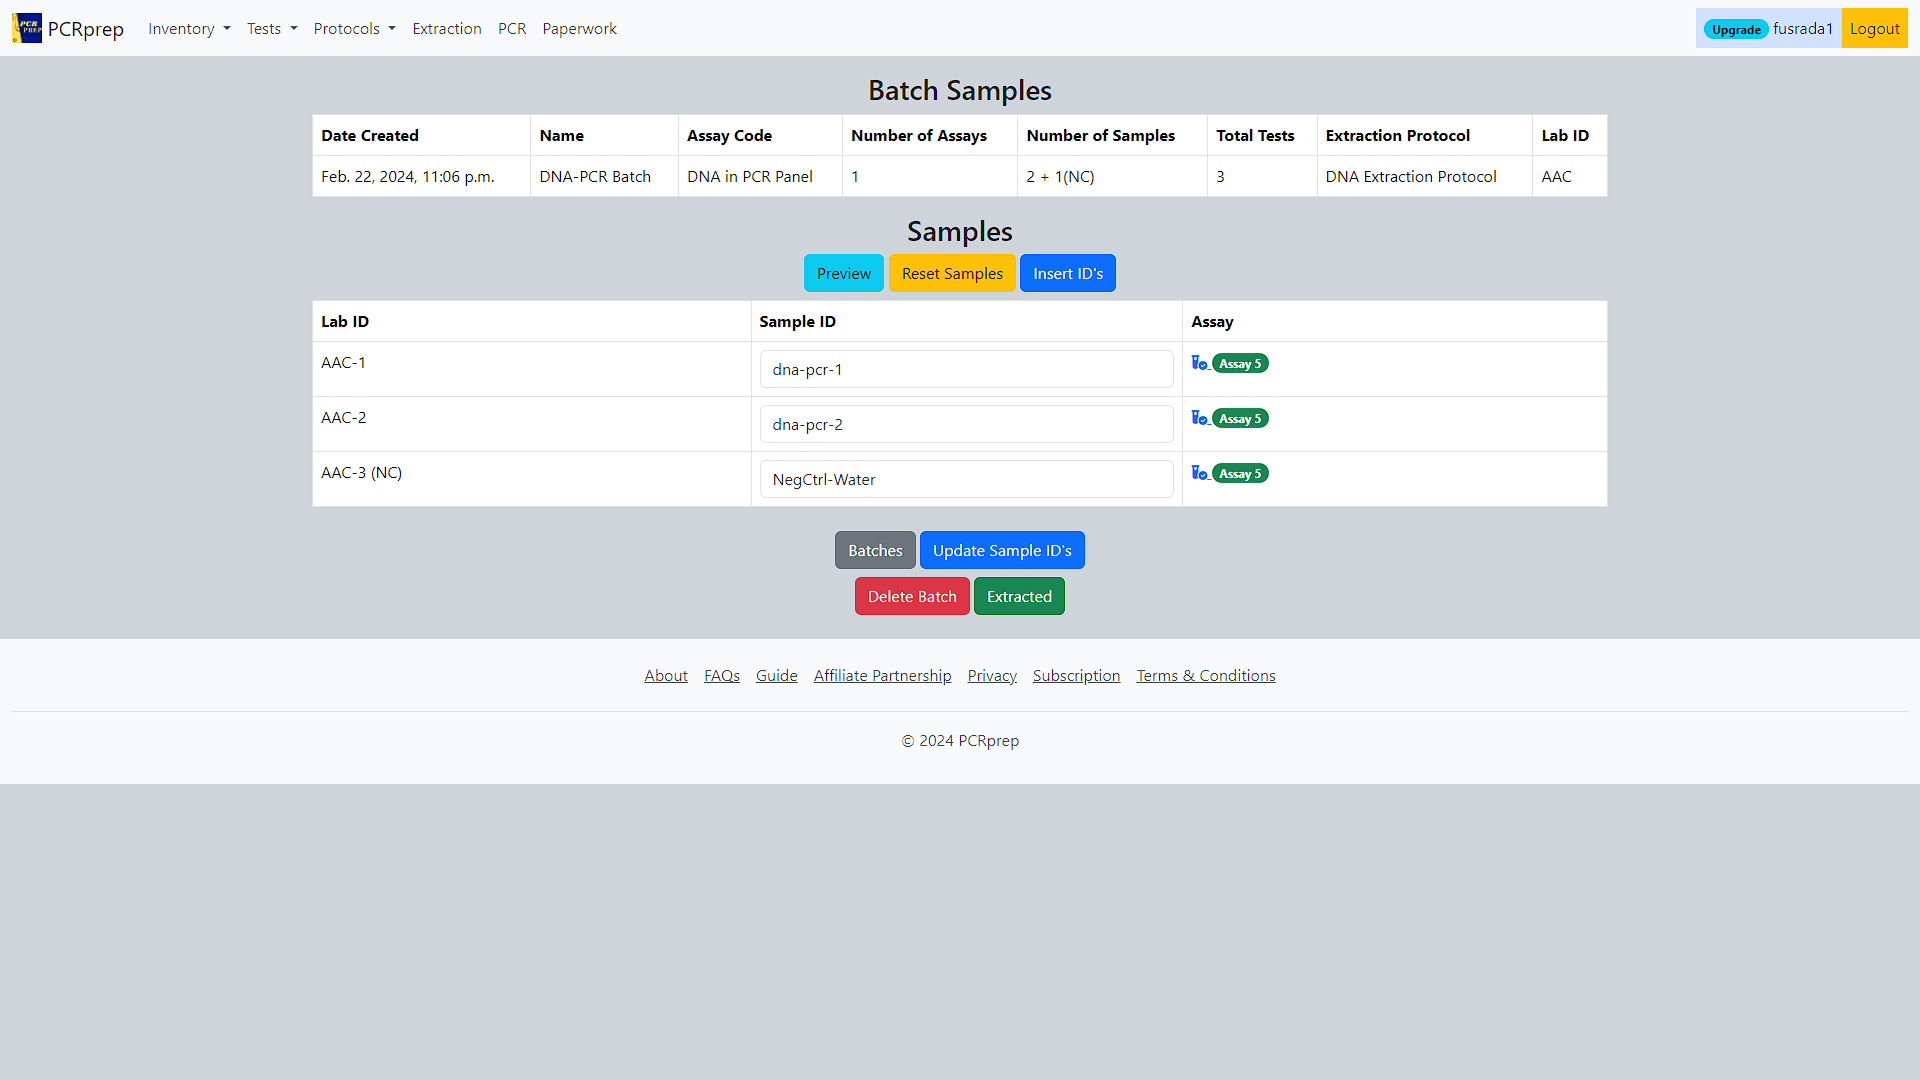 PCR PREP PCRprep Inventory Tests Protocols Extraction PCR Paperwork Upgrade fusrada1 Logout
Batch Samples
Date Created Name Assay Code Number of Assays Number of Samples Total Tests Extraction Protocol Lab ID
Feb. 22, 2024, 11:06 p.m. DNA-PCR Batch DNA in PCR Panel 1 2 + 1(NC) 3 DNA Extraction Protocol AAC
Samples
Preview Reset Samples Insert ID's
Lab ID Sample ID Assay
AAC-1 dna-pcr-1 Assay 5
AAC-2 dna-pcr-2 Assay 5
AAC-3 (NC) NegCtrl-Water Assay 5
Batches Update Sample ID's
Delete Batch Extracted
About FAQs Guide Affiliate Partnership Privacy Subscription Terms & Conditions
© 2024 PCRprep